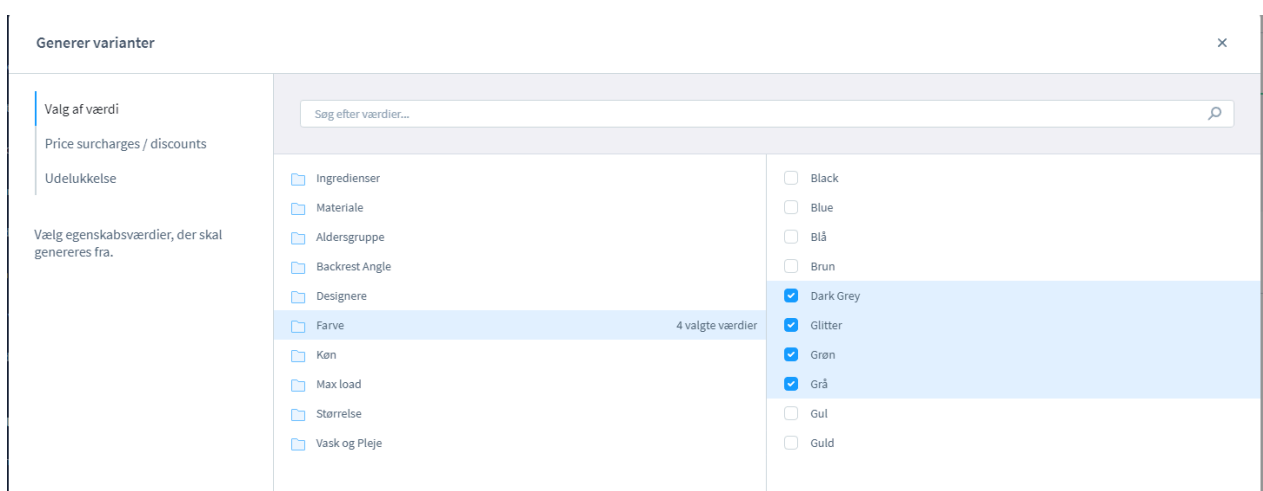 Generer varianter
Valg af værdi
Price surcharges / discounts
Udelukkelse
Vælg egenskabsværdier, der skal
genereres fra.
Søg efter værdier...
Ingredienser
Materiale
Aldersgruppe
Backrest Angle
Designere
Farve 4 valgte værdier
Køn
Max load
Størrelse
Vask og Pleje
Black
Blue
Blå
Brun
Dark Grey
Glitter
Grøn
Grå
Gul
Guld